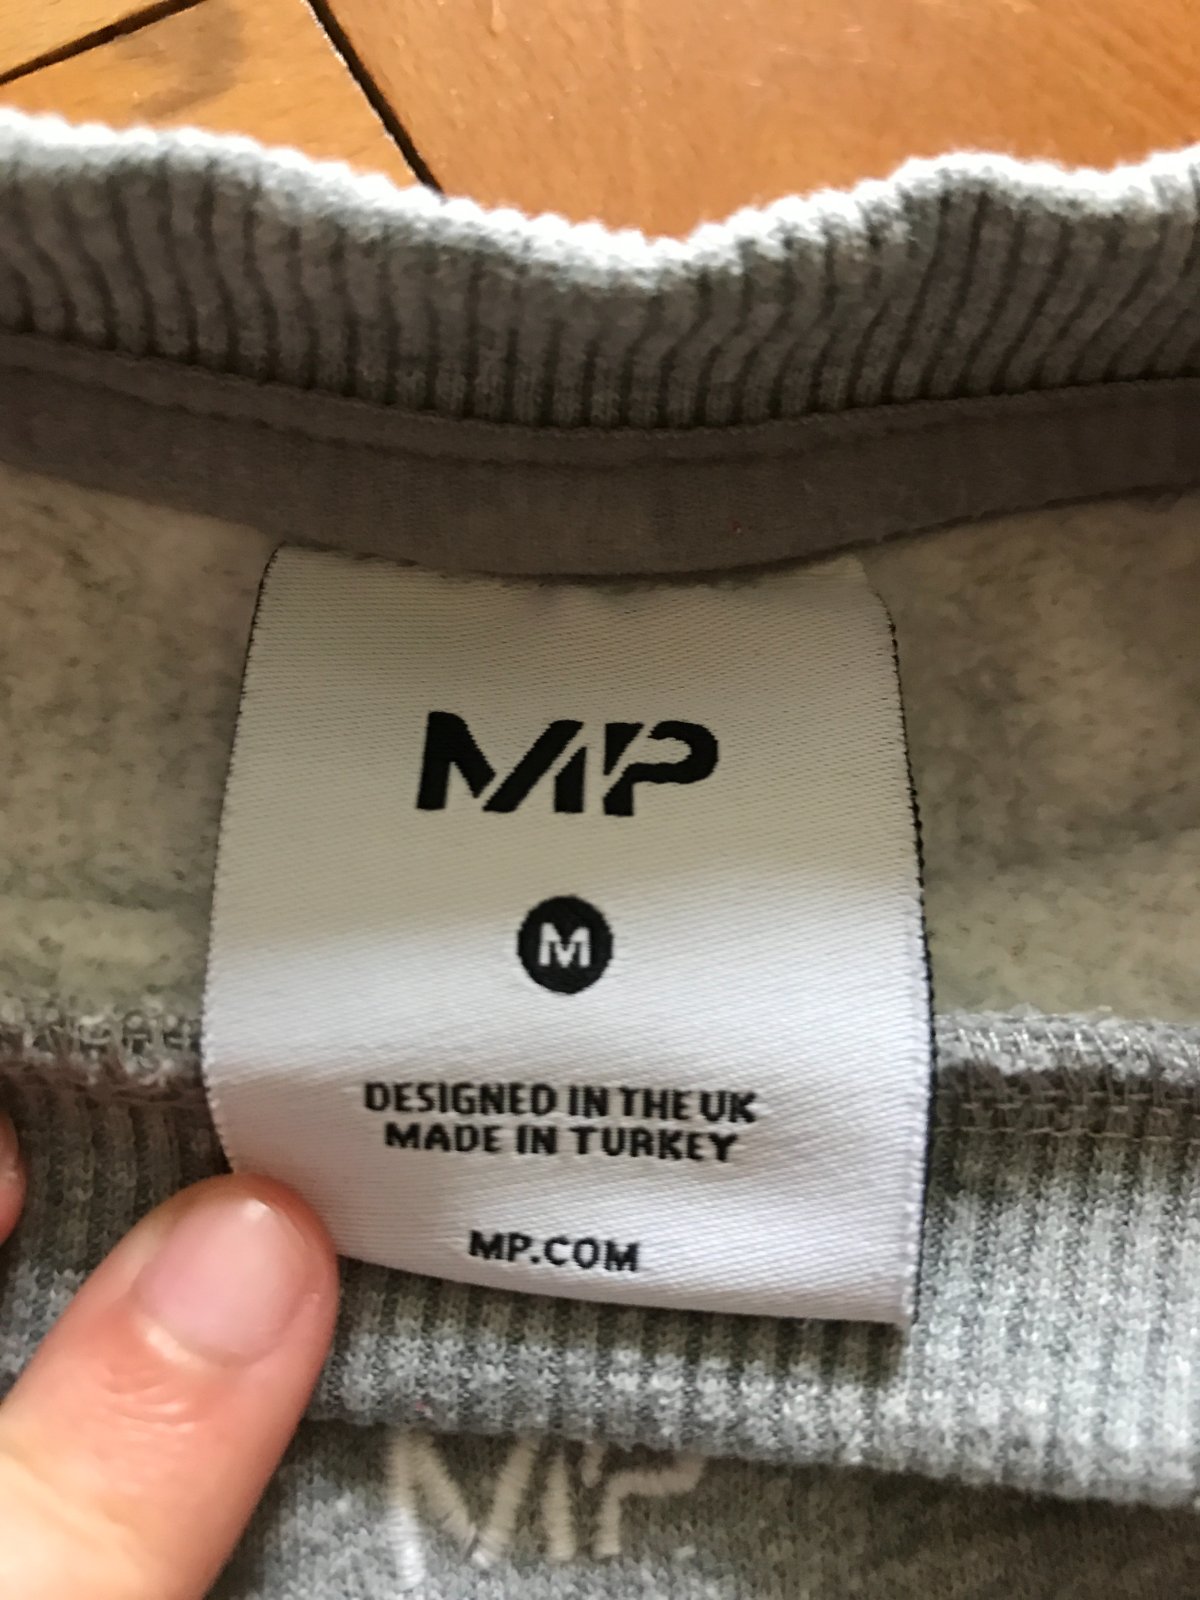 MP
M
DESIGNED IN THE UK
MADE IN TURKEY
MP.COM
MP